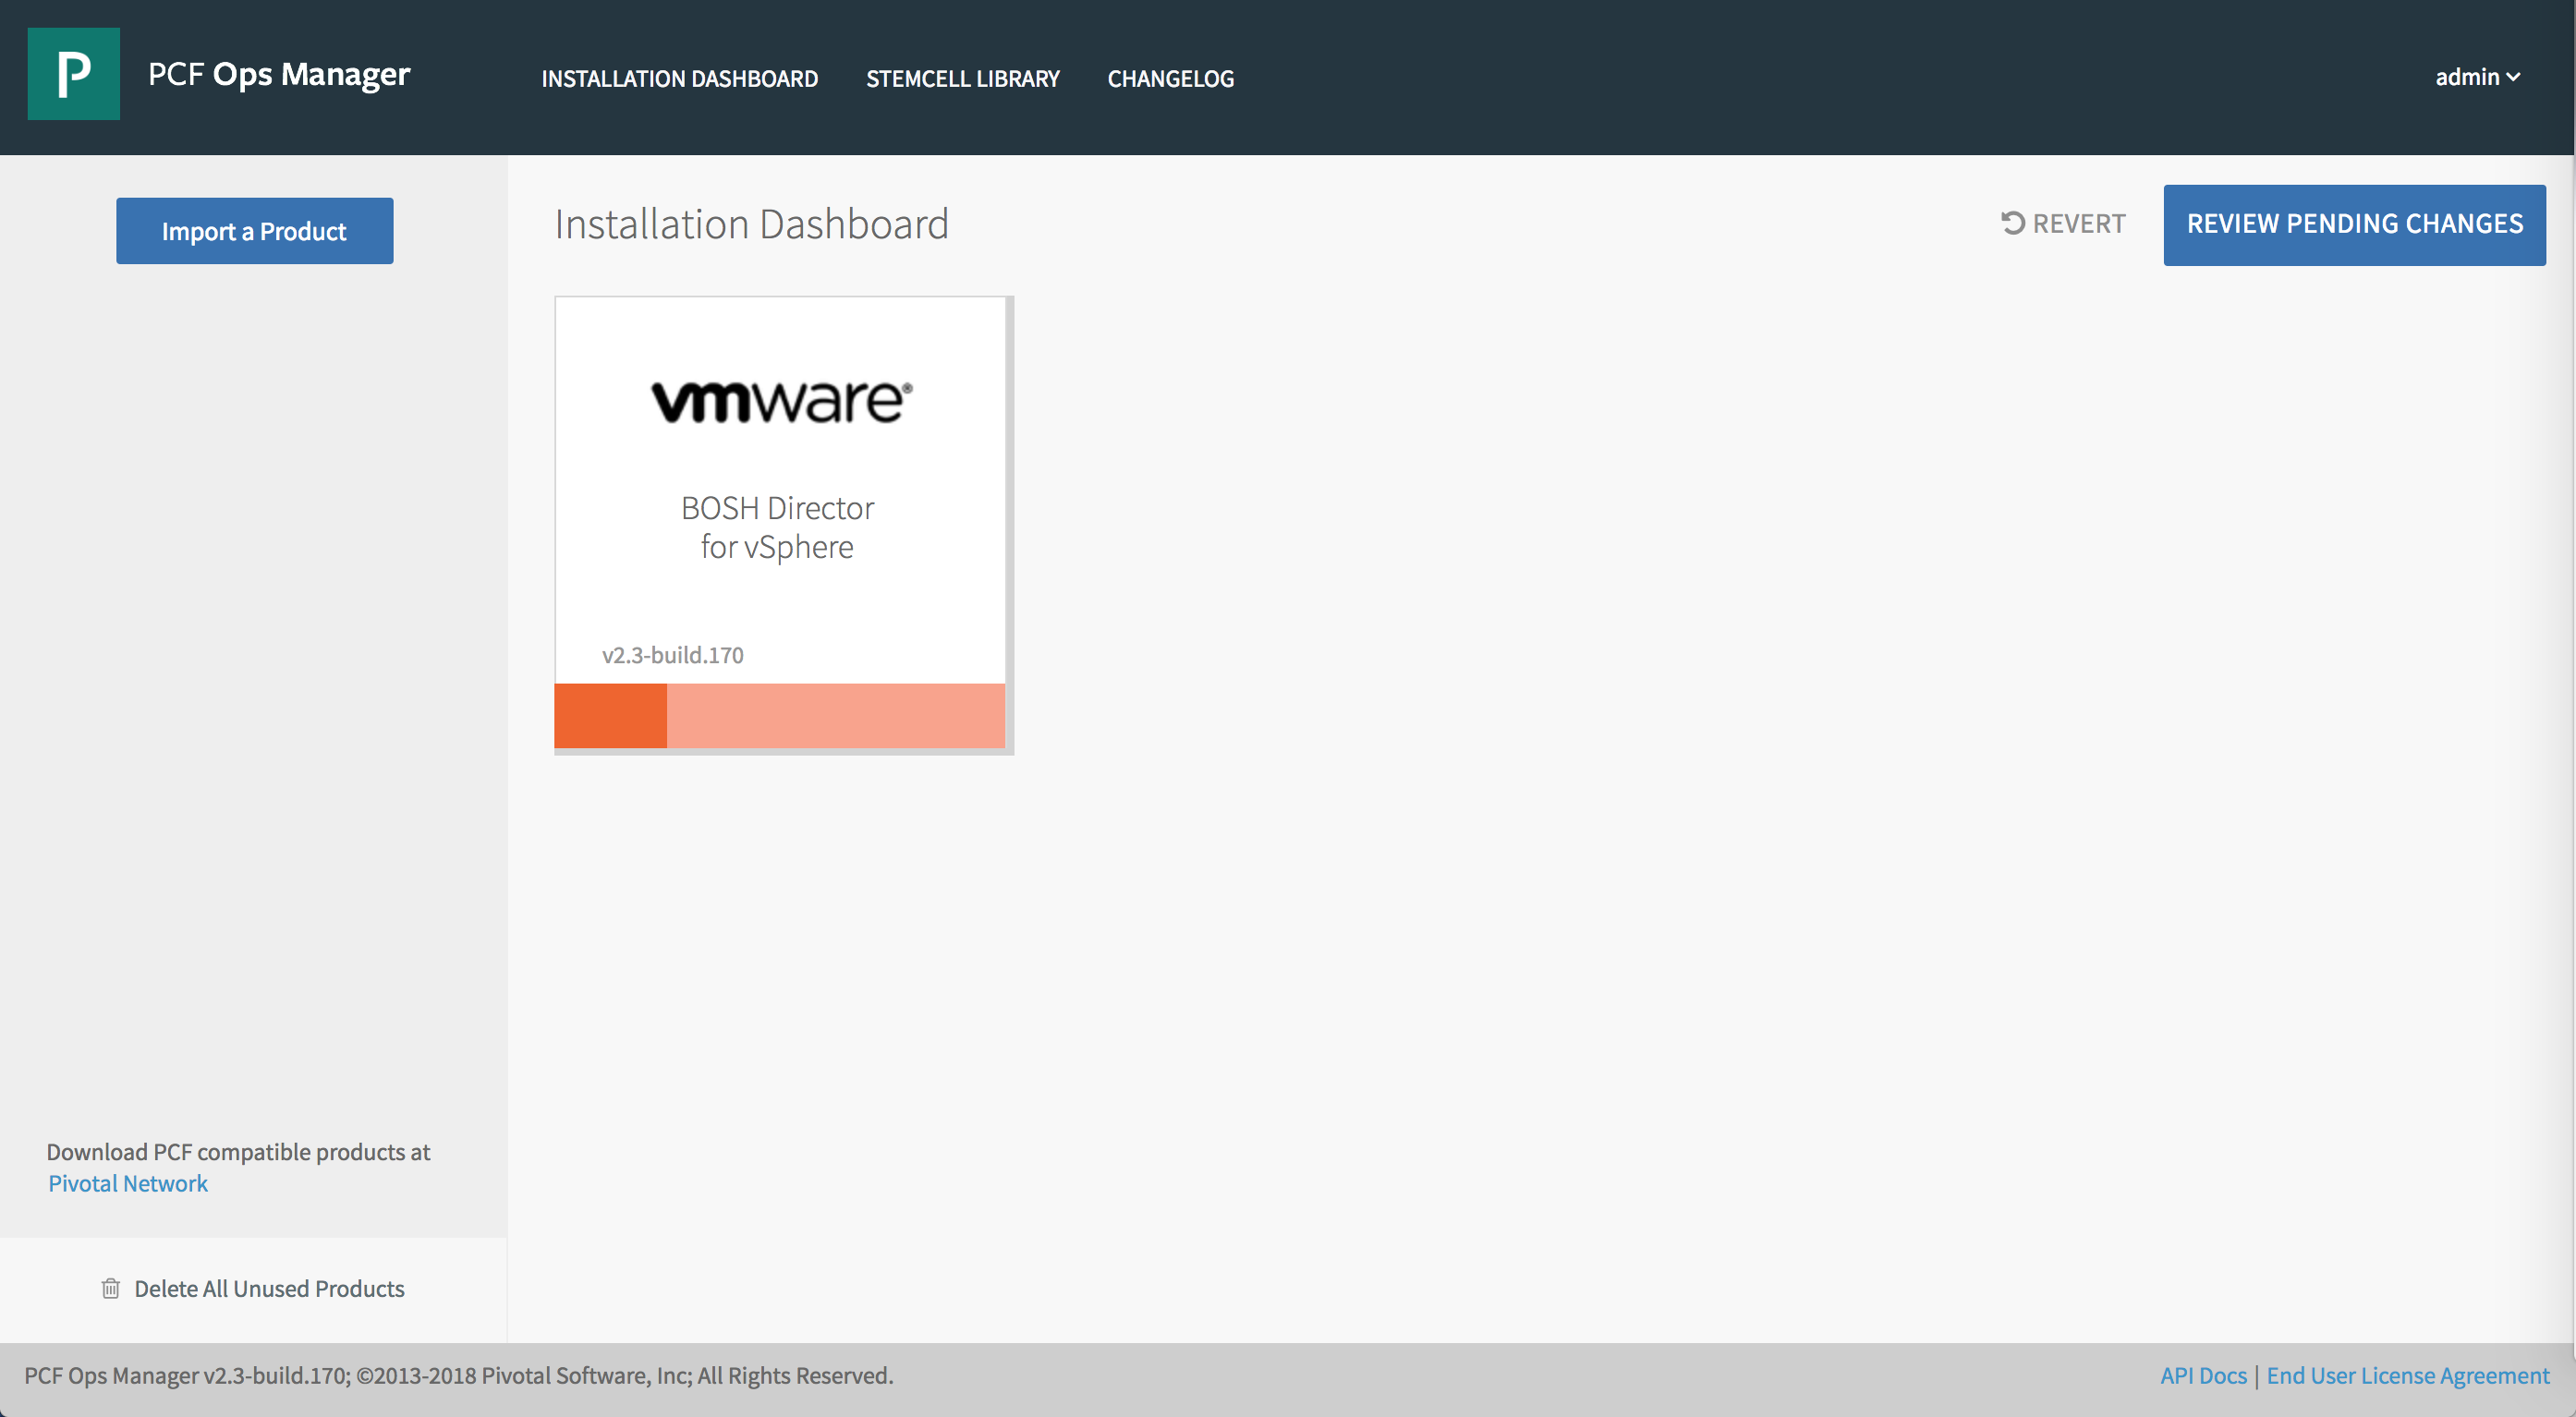 P
PCF Ops Manager
INSTALLATION DASHBOARD
STEMCELL LIBRARY
CHANGELOG
admin
Import a Product
Installation Dashboard
REVERT
REVIEW PENDING CHANGES
vmware®
BOSH Director
for vSphere
v2.3-build.170
Download PCF compatible products at
Pivotal Network
Delete All Unused Products
PCF Ops Manager v2.3-build.170; ©2013-2018 Pivotal Software, Inc; All Rights Reserved.
API Docs | End User License Agreement